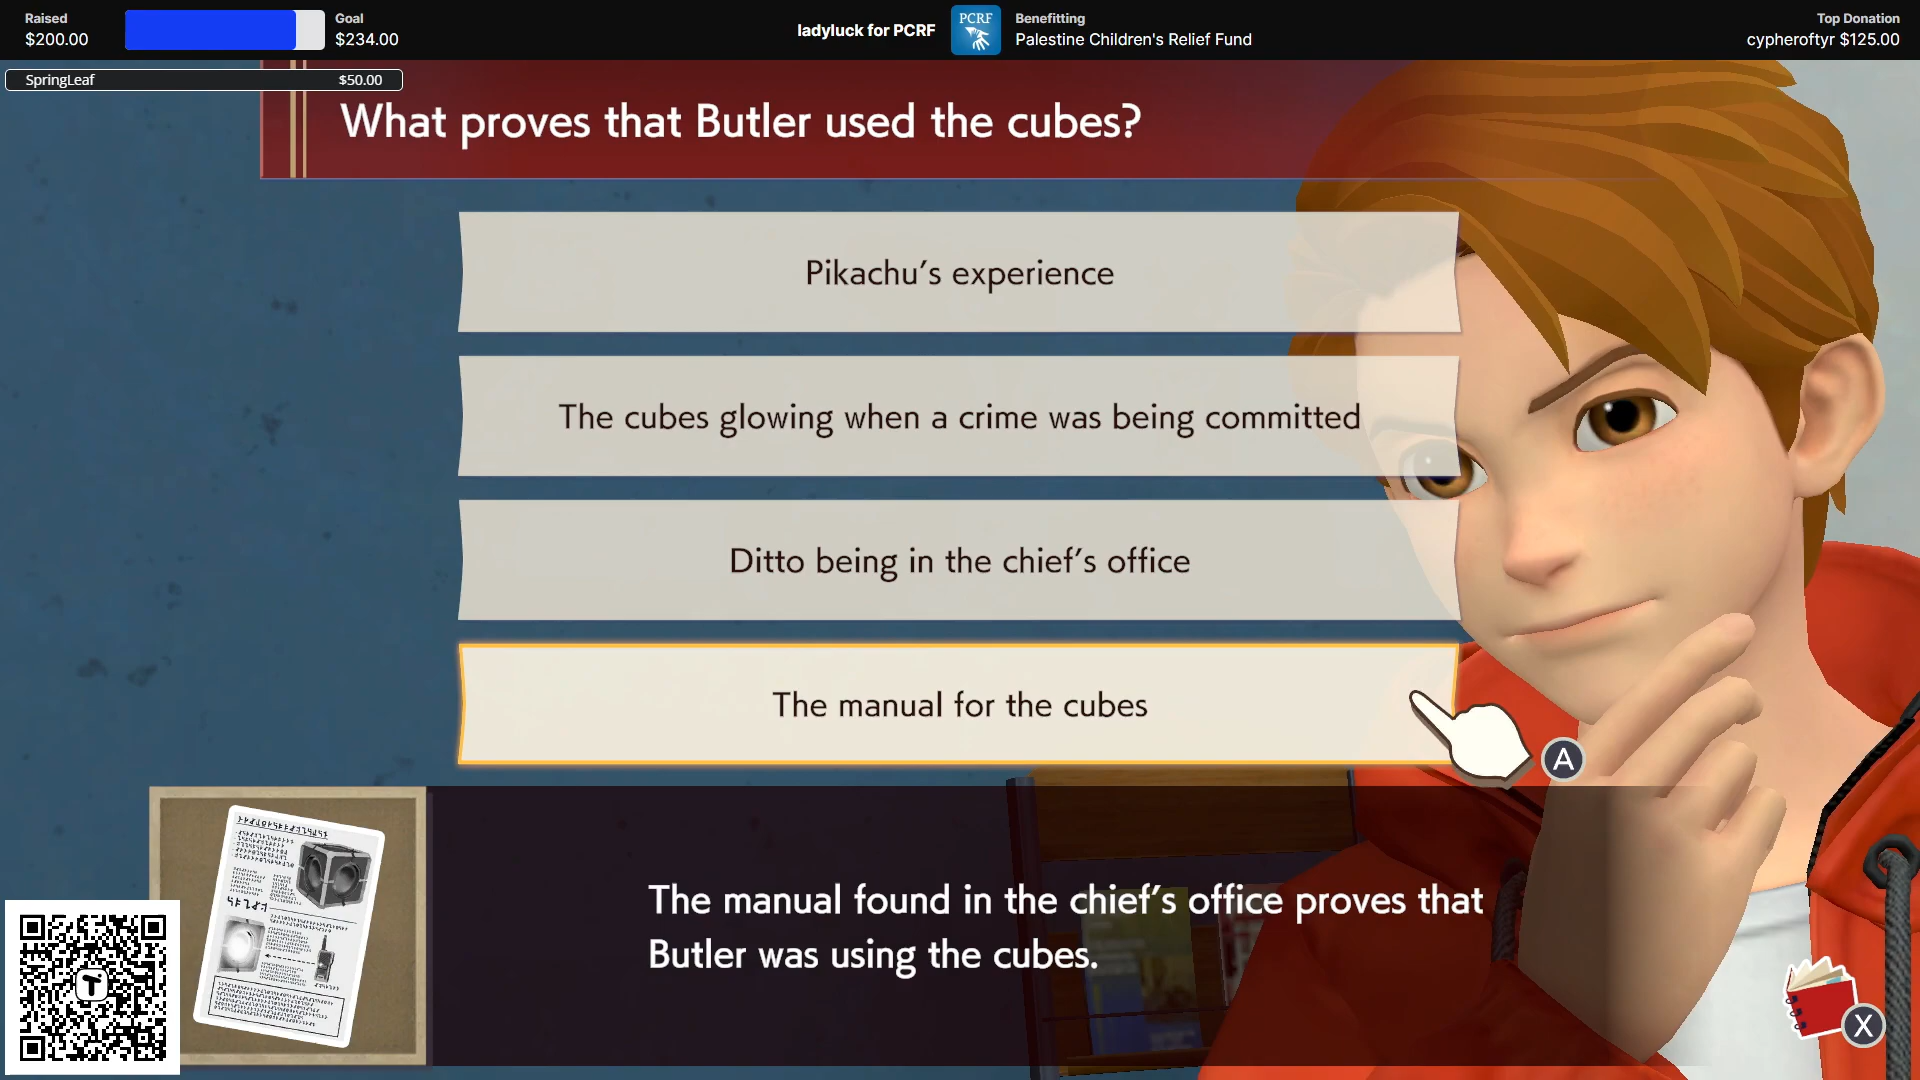 Raised
$200.00
Goal
$234.00
ladyluck for PCRF
PCRF
Benefitting
Palestine Children's Relief Fund
Top Donation
cypheroftyr $125.00
SpringLeaf $50.00
What proves that Butler used the cubes?
Pikachu's experience
The cubes glowing when a crime was being committed
Ditto being in the chief's office
The manual for the cubes
A
The manual found in the chief's office proves that
Butler was using the cubes.
T
X